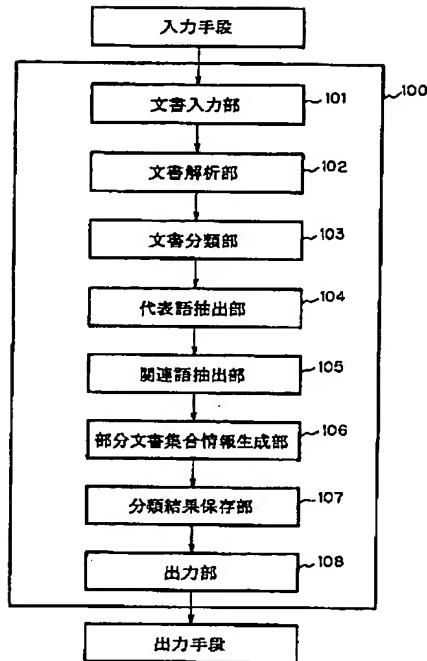 入力手段
100
文書入力部 101
文書解析部 102
文書分類部 103
代表語抽出部 104
関連語抽出部 105
部分文書集合情報生成部 106
分類結果保存部 107
出力部 108
出力手段